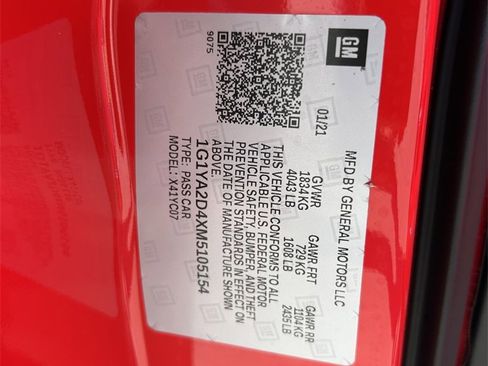 GM
MFD BY GENERAL MOTORS LLC
01/21
GVWR
GAWR FRT
GAWR RR
1834 KG
729 KG
1104 KG
4043 LB
1608 LB
2435 LB
THIS VEHICLE CONFORMS TO ALL
APPLICABLE U.S. FEDERAL MOTOR
VEHICLE SAFETY, BUMPER, AND THEFT
PREVENTION STANDARDS IN EFFECT ON
THE DATE OF MANUFACTURE SHOWN
ABOVE.
1G1YA2D4XM5105154
TYPE: PASS CAR
MODEL: X41YC07
9075